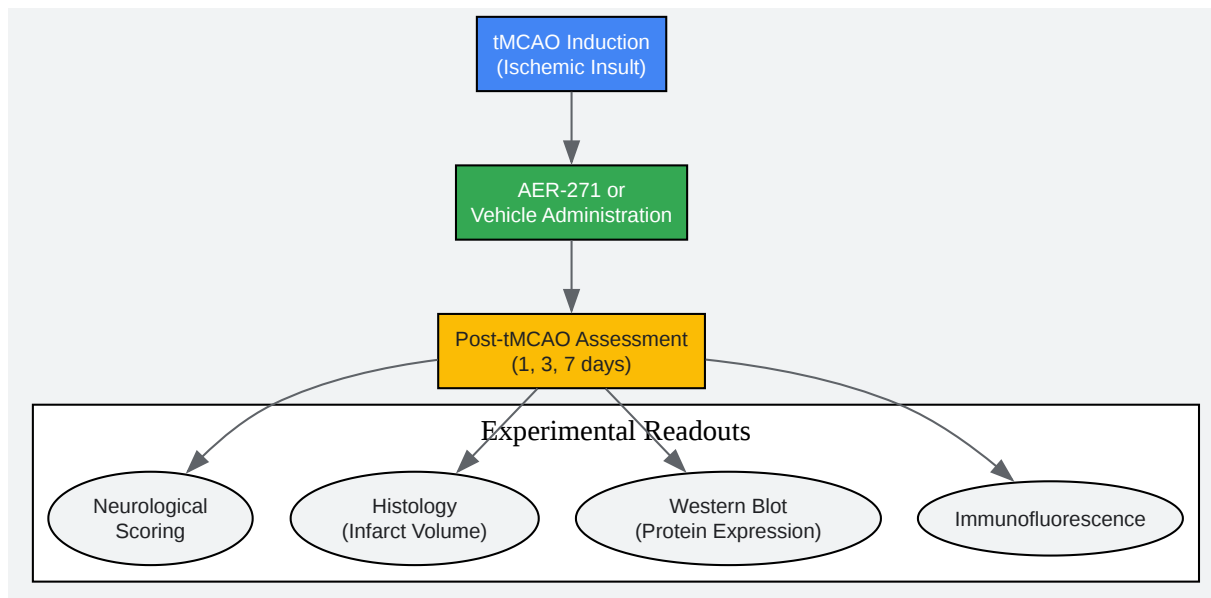 tMCAO Induction
(Ischemic Insult)
AER-271 or
Vehicle Administration
Post-tMCAO Assessment
(1, 3, 7 days)
Experimental Readouts
Neurological
Scoring
Histology
(Infarct Volume)
Western Blot
(Protein Expression)
Immunofluorescence